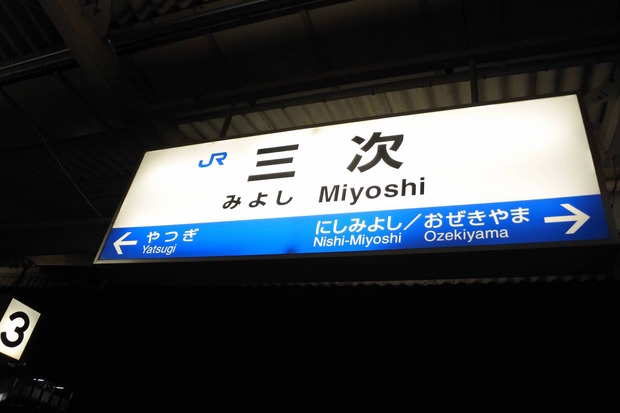 JR 三次
みよし Miyoshi
← やつぎ にしみよし／おぜきやま →
Yatsugi Nishi-Miyoshi Ozekiyama
3